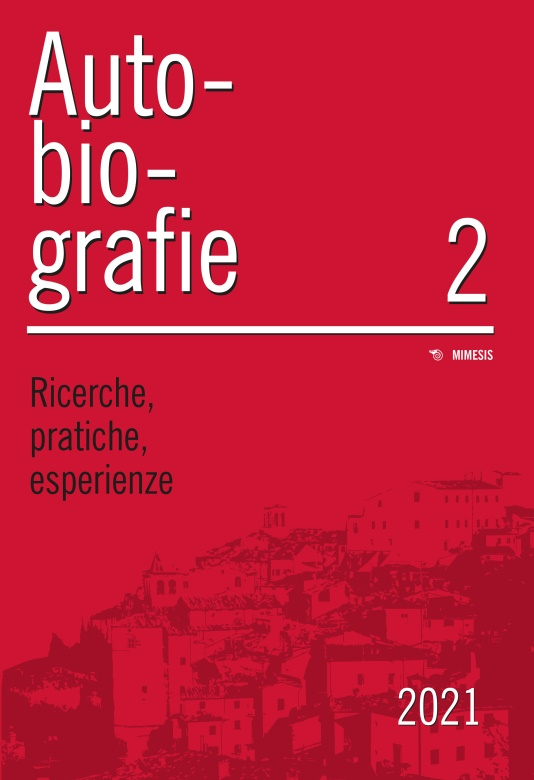 Auto-
bio-
grafie
2
MIMESIS
Ricerche,
pratiche,
esperienze
2021